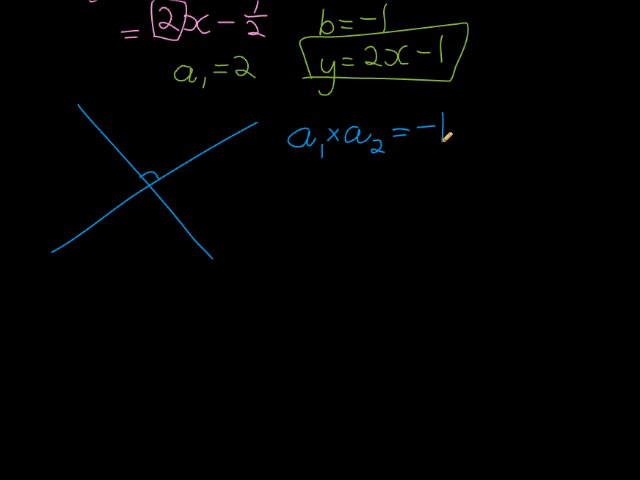 = 2x - 1/2
b = -1
a₁ = 2
y = 2x - 1
a₁ × a₂ = -1